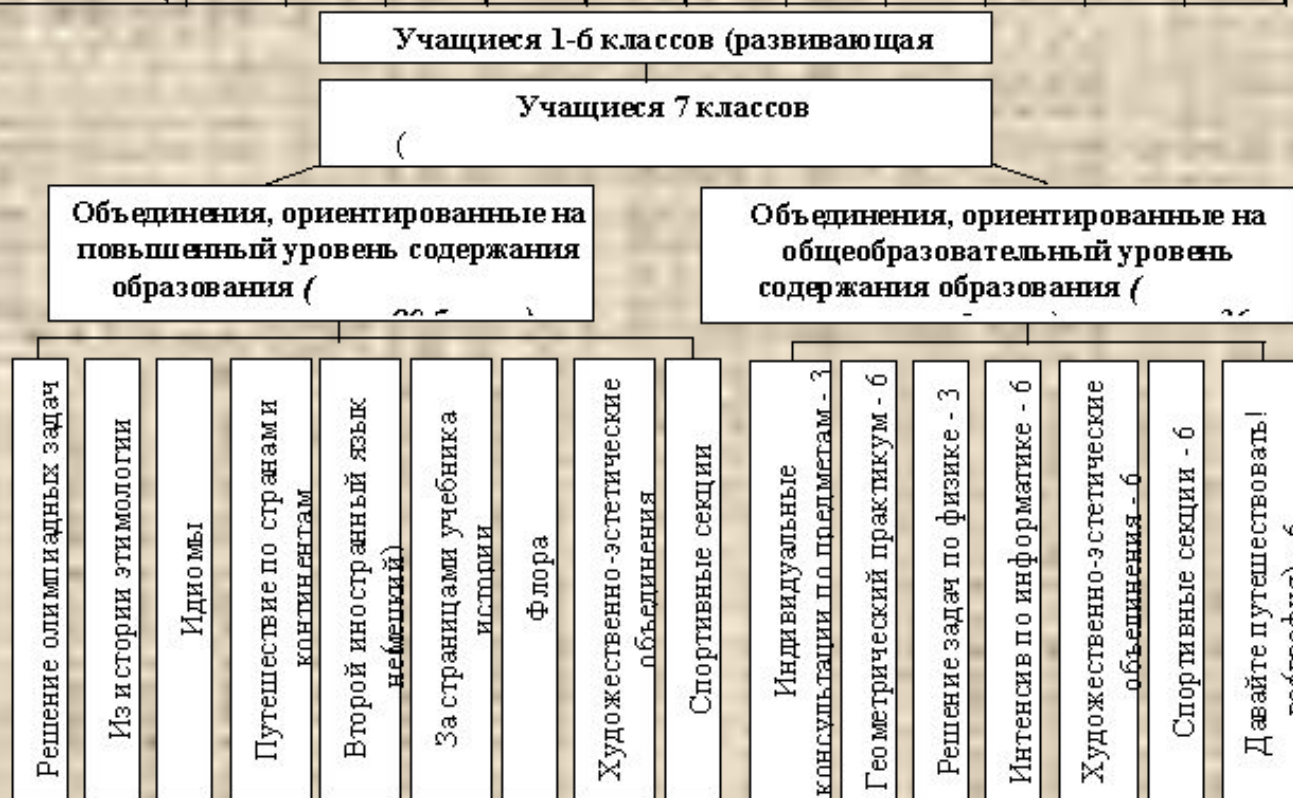 Учащиеся 1-6 классов (развивающая
Учащиеся 7 классов
(
Объединения, ориентированные на
повышенный уровень содержания
образования (
Объединения, ориентированные на
общеобразовательный уровень
содержания образования (
Решение олимпиадных задач
Из истории этимологии
Идиомы
Путешествие по странам и
континентам
Второй иностранный язык
немецкий)
За страницами учебника
истории
Флора
Художественно-эстетические
объединения
Спортивные секции
Индивидуальные
консультации по предметам - 3
Геометрический практикум - 6
Решение задач по физике - 3
Интенсив по информатике - 6
Художественно-эстетические
объединения - 6
Спортивные секции - 6
Давайте путешествовать!